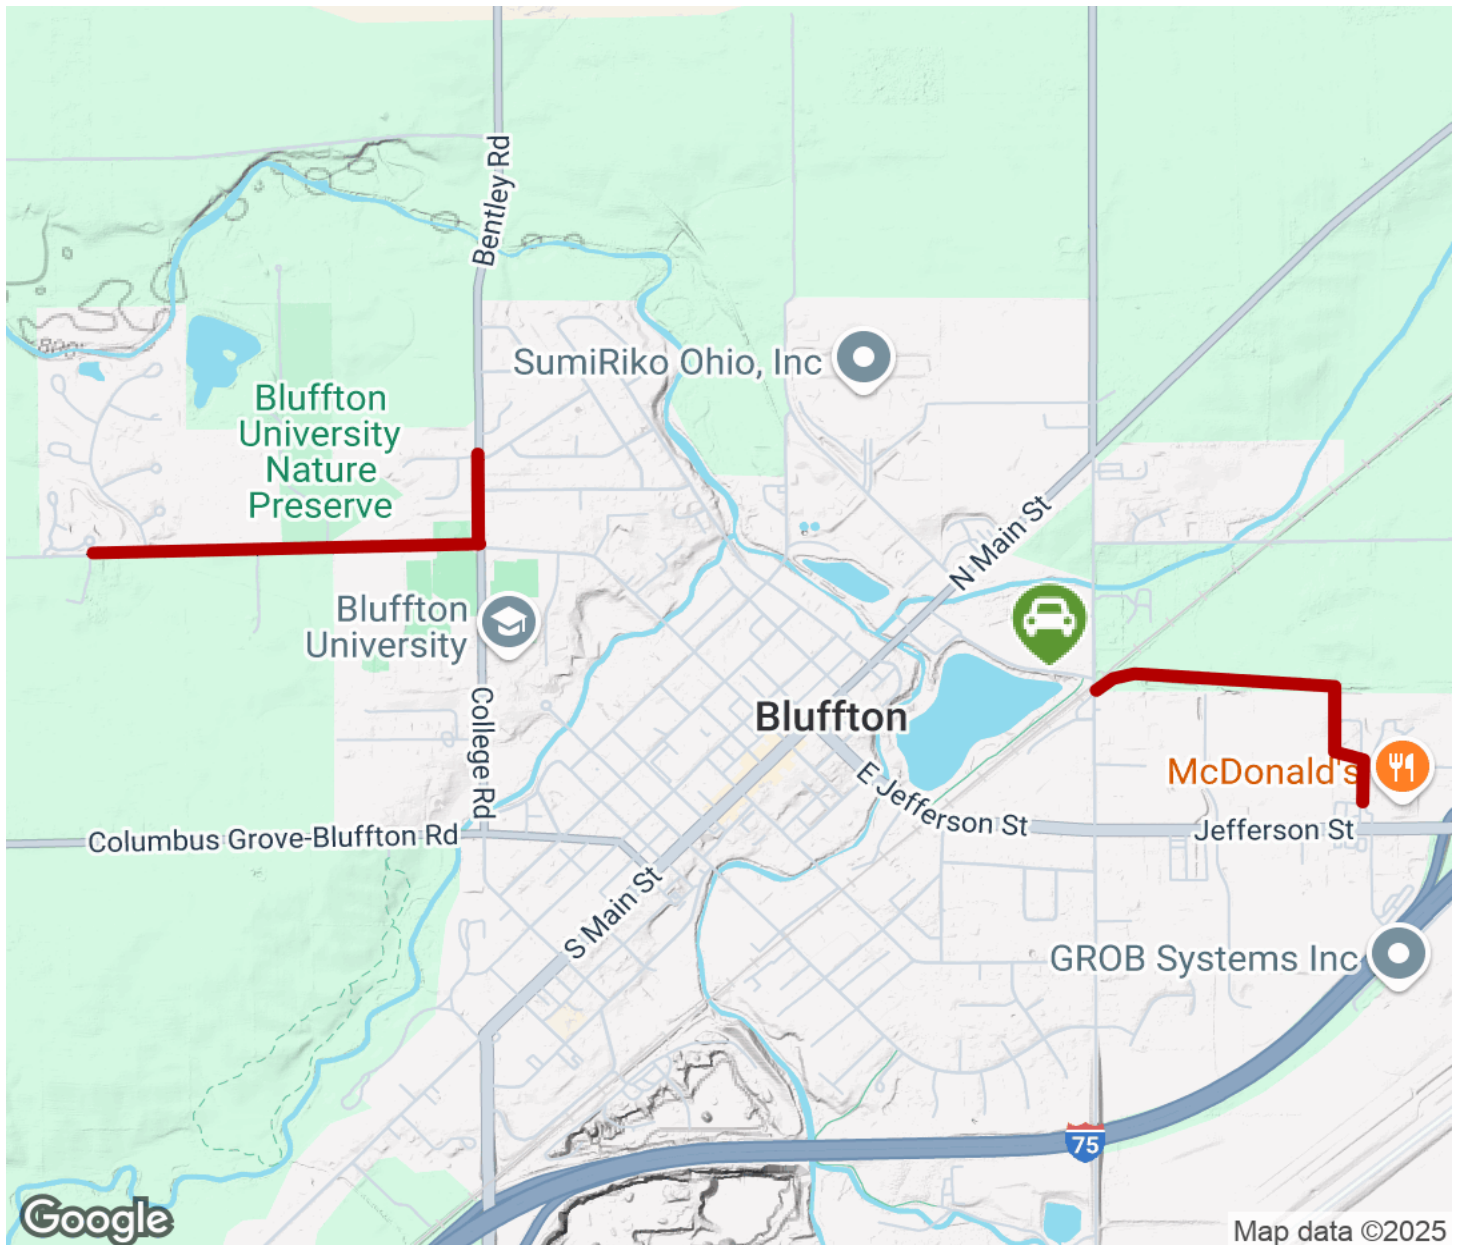 Bentley Rd
SumiRiko Ohio, Inc
Bluffton
University
Nature
Preserve
N Main St
Bluffton
University
College Rd
Bluffton
McDonald's
E Jefferson St
Jefferson St
Columbus Grove-Bluffton Rd
S Main St
GROB Systems Inc
75
Google
Map data ©2025